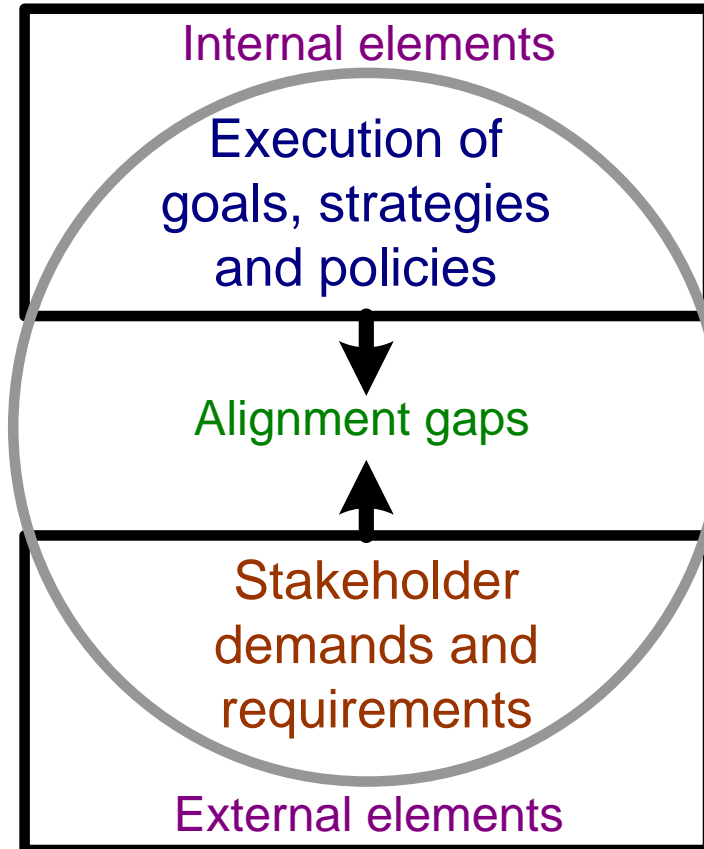 Internal elements
Execution of
goals, strategies
and policies
Alignment gaps
Stakeholder
demands and
requirements
External elements